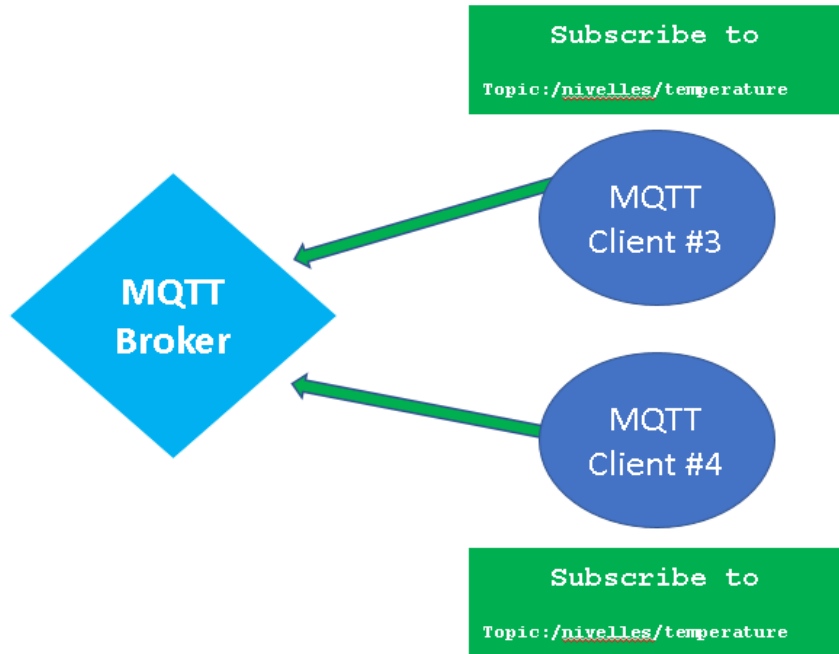 Subscribe to
Topic:/nivelles/temperature
MQTT
Client #3
MQTT
Broker
MQTT
Client #4
Subscribe to
Topic:/nivelles/temperature